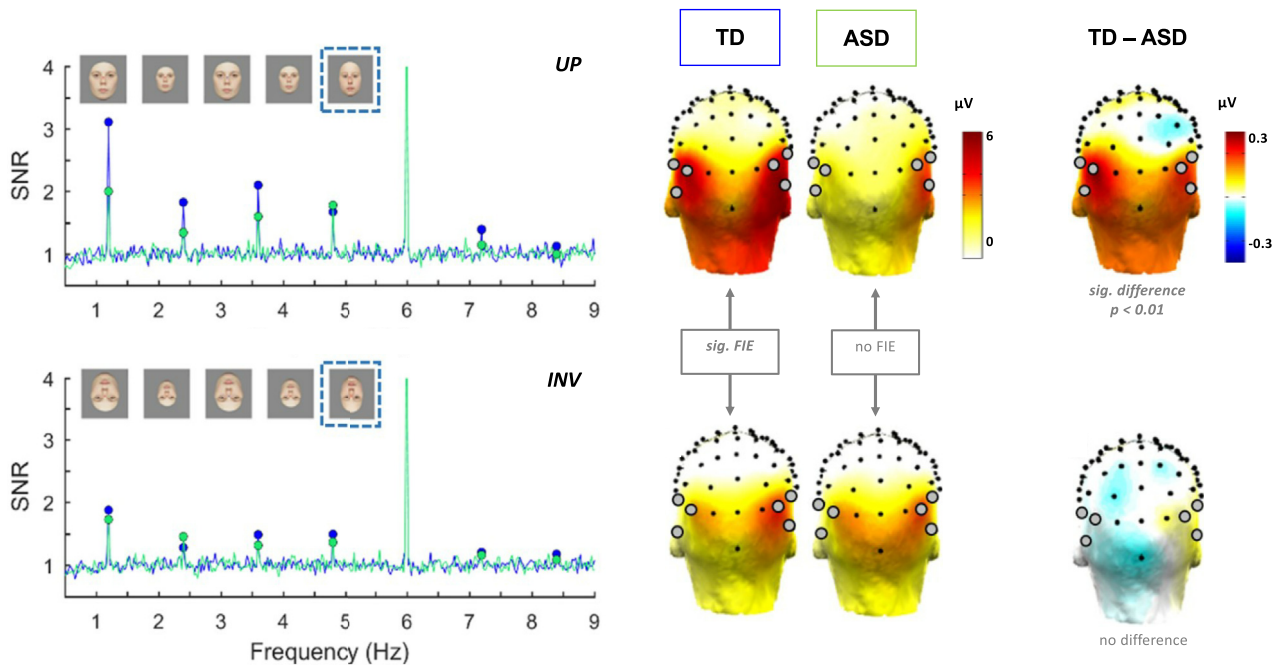 TD
ASD
TD – ASD
UP
4
3
2
1
SNR
1
2
3
4
5
6
7
8
9
µV
6
0
µV
0.3
-0.3
sig. difference
p < 0.01
sig. FIE
no FIE
INV
4
3
2
1
SNR
1
2
3
4
5
6
7
8
9
Frequency (Hz)
no difference